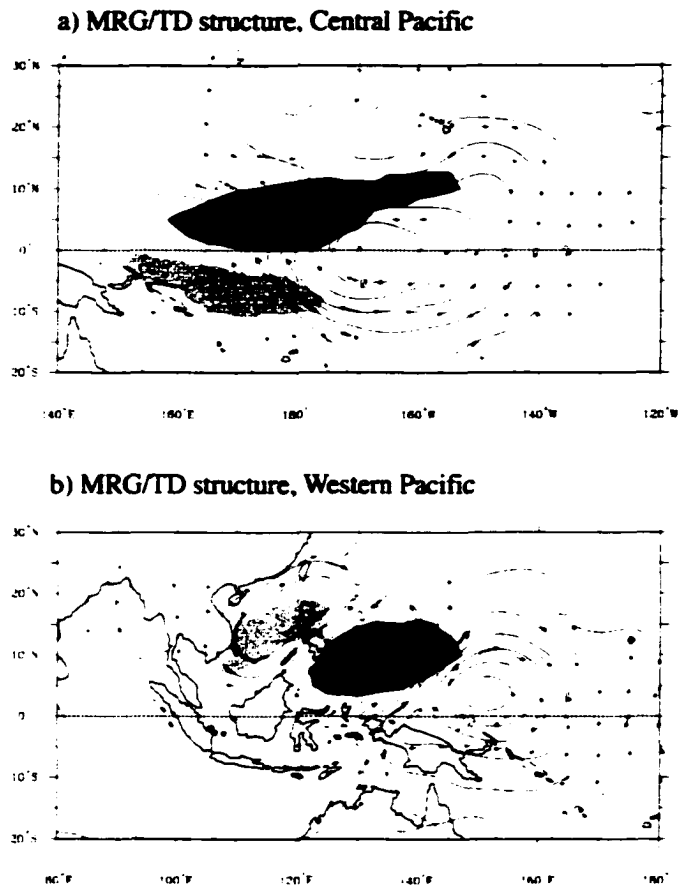 a) MRG/TD structure, Central Pacific
30°N
20°N
10°N
0°
10°S
20°S
140°E 160°E 180° 160°W 140°W 120°W
b) MRG/TD structure, Western Pacific
30°N
20°N
10°N
0°
10°S
20°S
80°E 100°E 120°E 140°E 160°E 180°